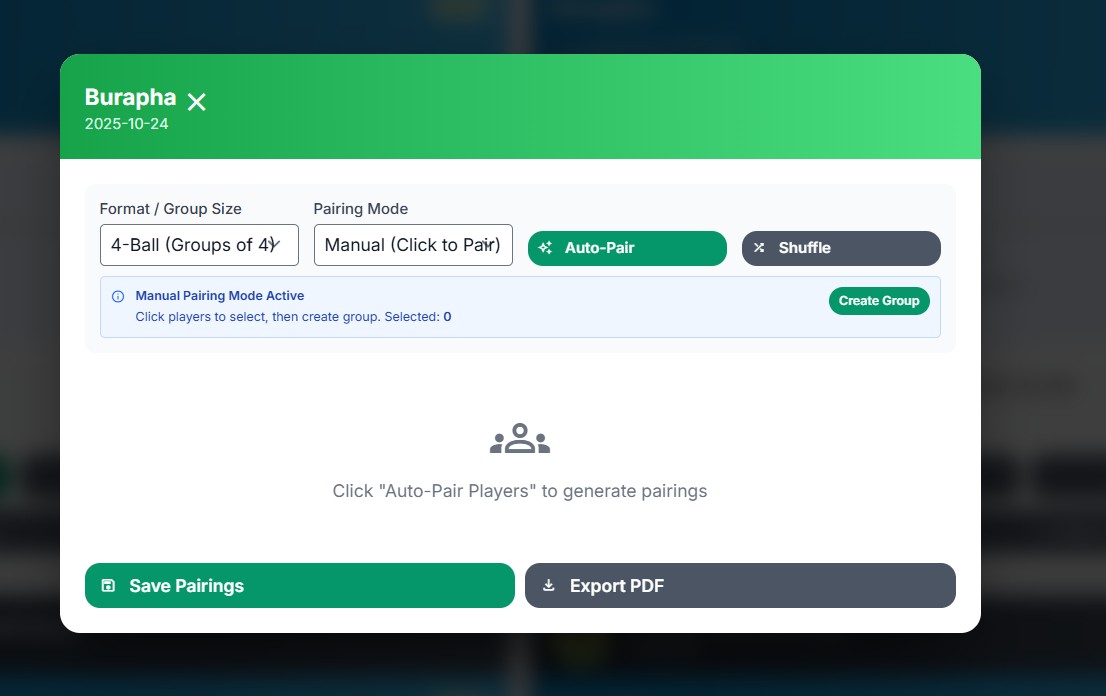 Burapha
2025-10-24
Format / Group Size
Pairing Mode
4-Ball (Groups of 4)
Manual (Click to Pair)
Auto-Pair
Shuffle
Manual Pairing Mode Active
Click players to select, then create group. Selected: 0
Create Group
Click "Auto-Pair Players" to generate pairings
Save Pairings
Export PDF